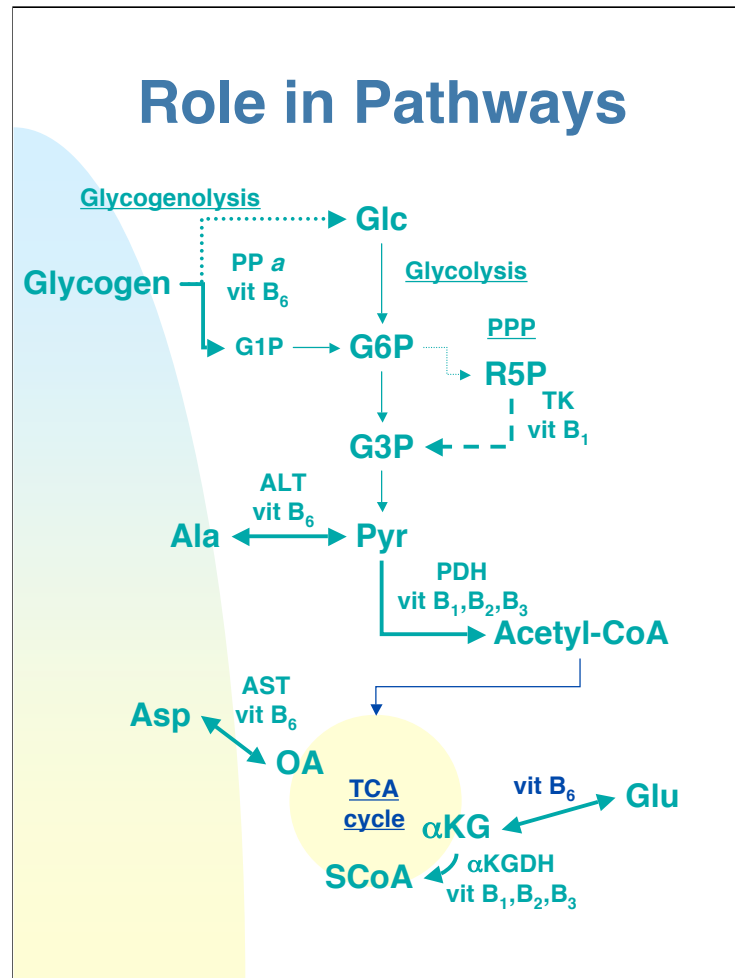 Role in Pathways
Glycogenolysis
Glc
PP a
vit B₆
Glycogen
Glycolysis
PPP
G1P
G6P
R5P
TK
vit B₁
G3P
ALT
vit B₆
Ala
Pyr
PDH
vit B₁,B₂,B₃
Acetyl-CoA
AST
vit B₆
Asp
OA
TCA
cycle
vit B₆
Glu
αKG
αKGDH
vit B₁,B₂,B₃
SCoA